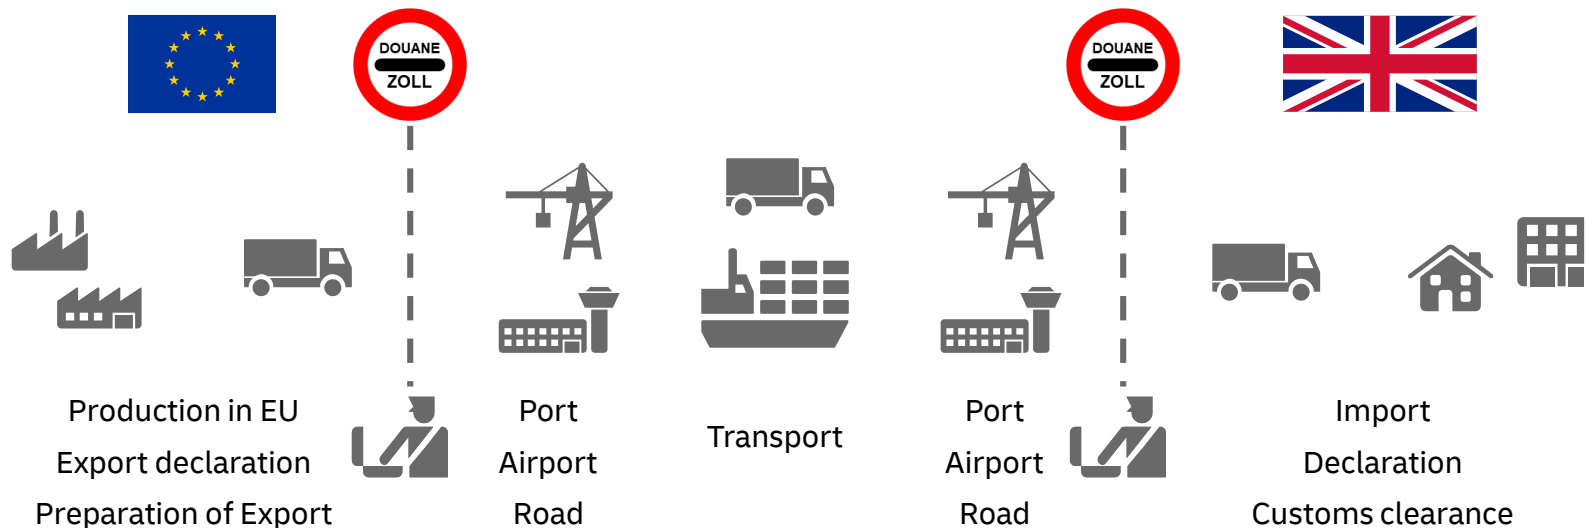 DOUANE
ZOLL
DOUANE
ZOLL
Production in EU
Export declaration
Preparation of Export
Port
Airport
Road
Transport
Port
Airport
Road
Import
Declaration
Customs clearance